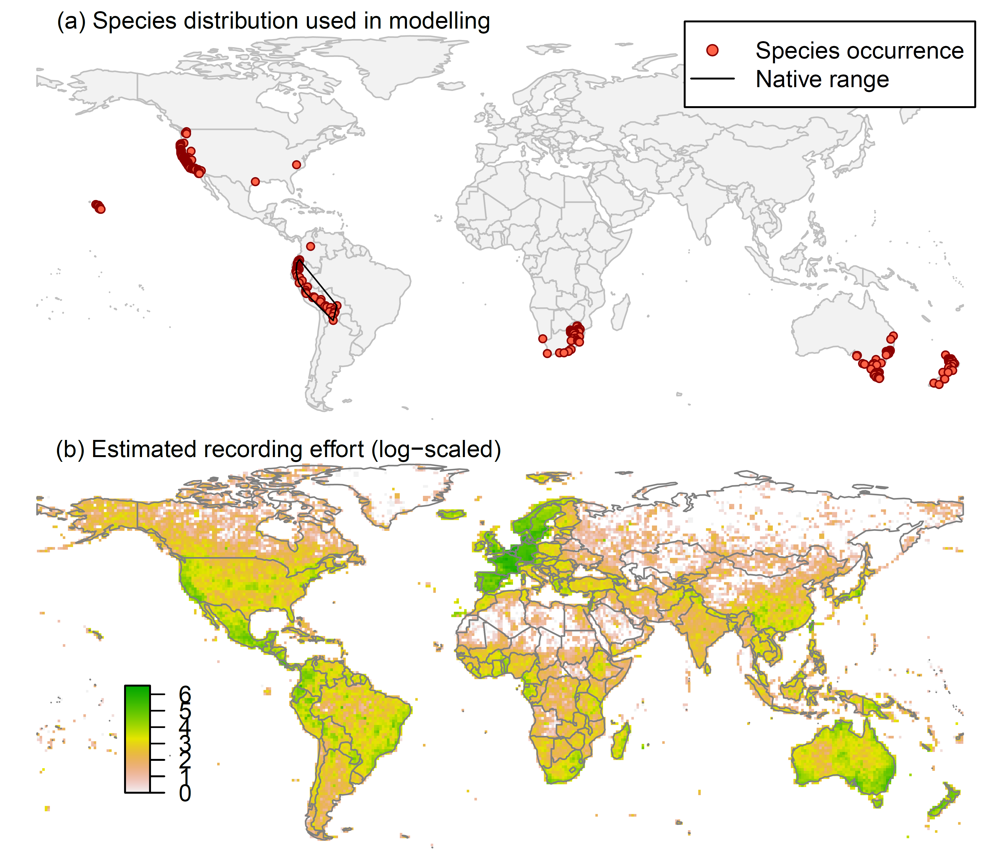 (a) Species distribution used in modelling
Species occurrence
Native range
(b) Estimated recording effort (log−scaled)
6
5
4
3
2
1
0